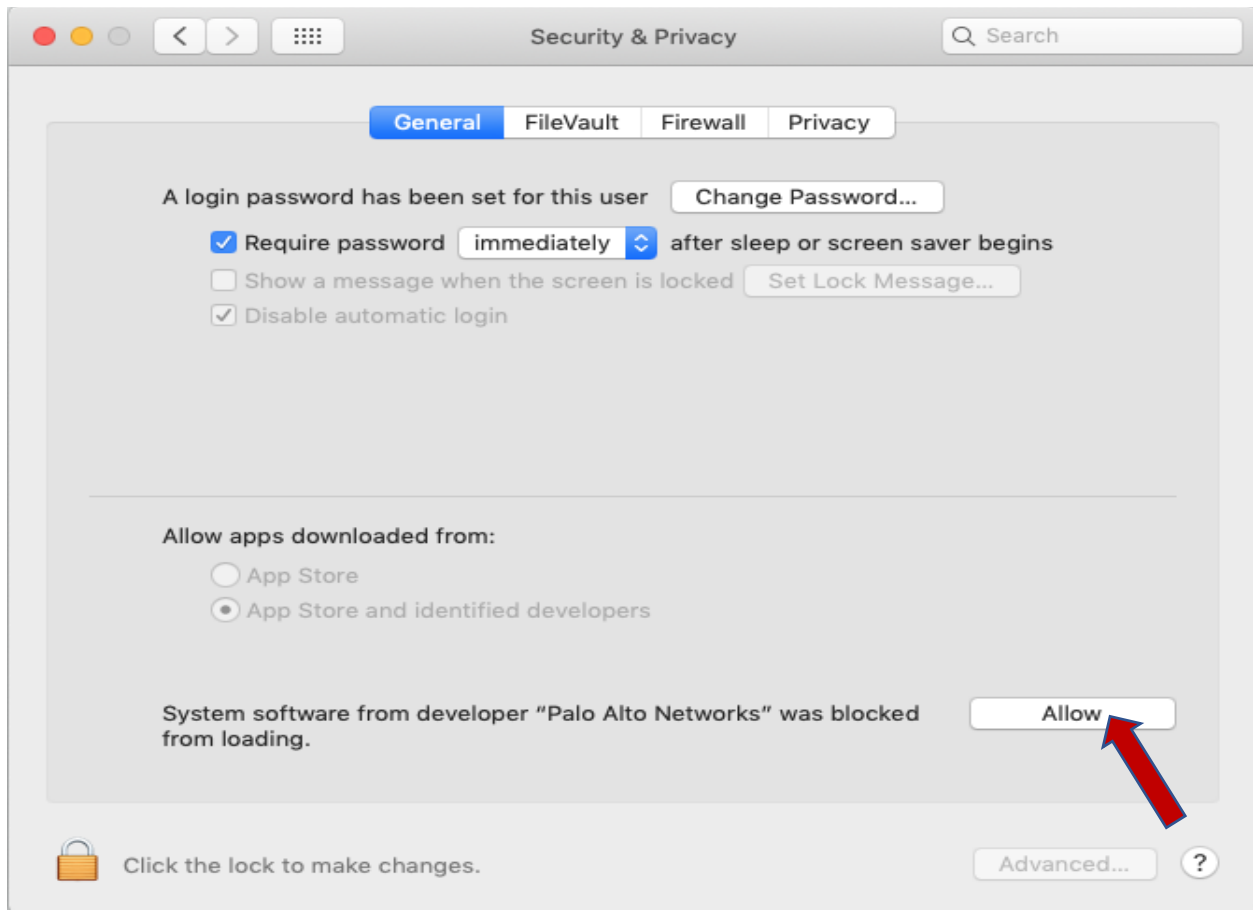 Security & Privacy
Search
General FileVault Firewall Privacy
A login password has been set for this user Change Password...
Require password immediately after sleep or screen saver begins
Show a message when the screen is locked Set Lock Message...
Disable automatic login
Allow apps downloaded from:
App Store
App Store and identified developers
System software from developer “Palo Alto Networks” was blocked
from loading.
Allow
Click the lock to make changes.
Advanced...
?